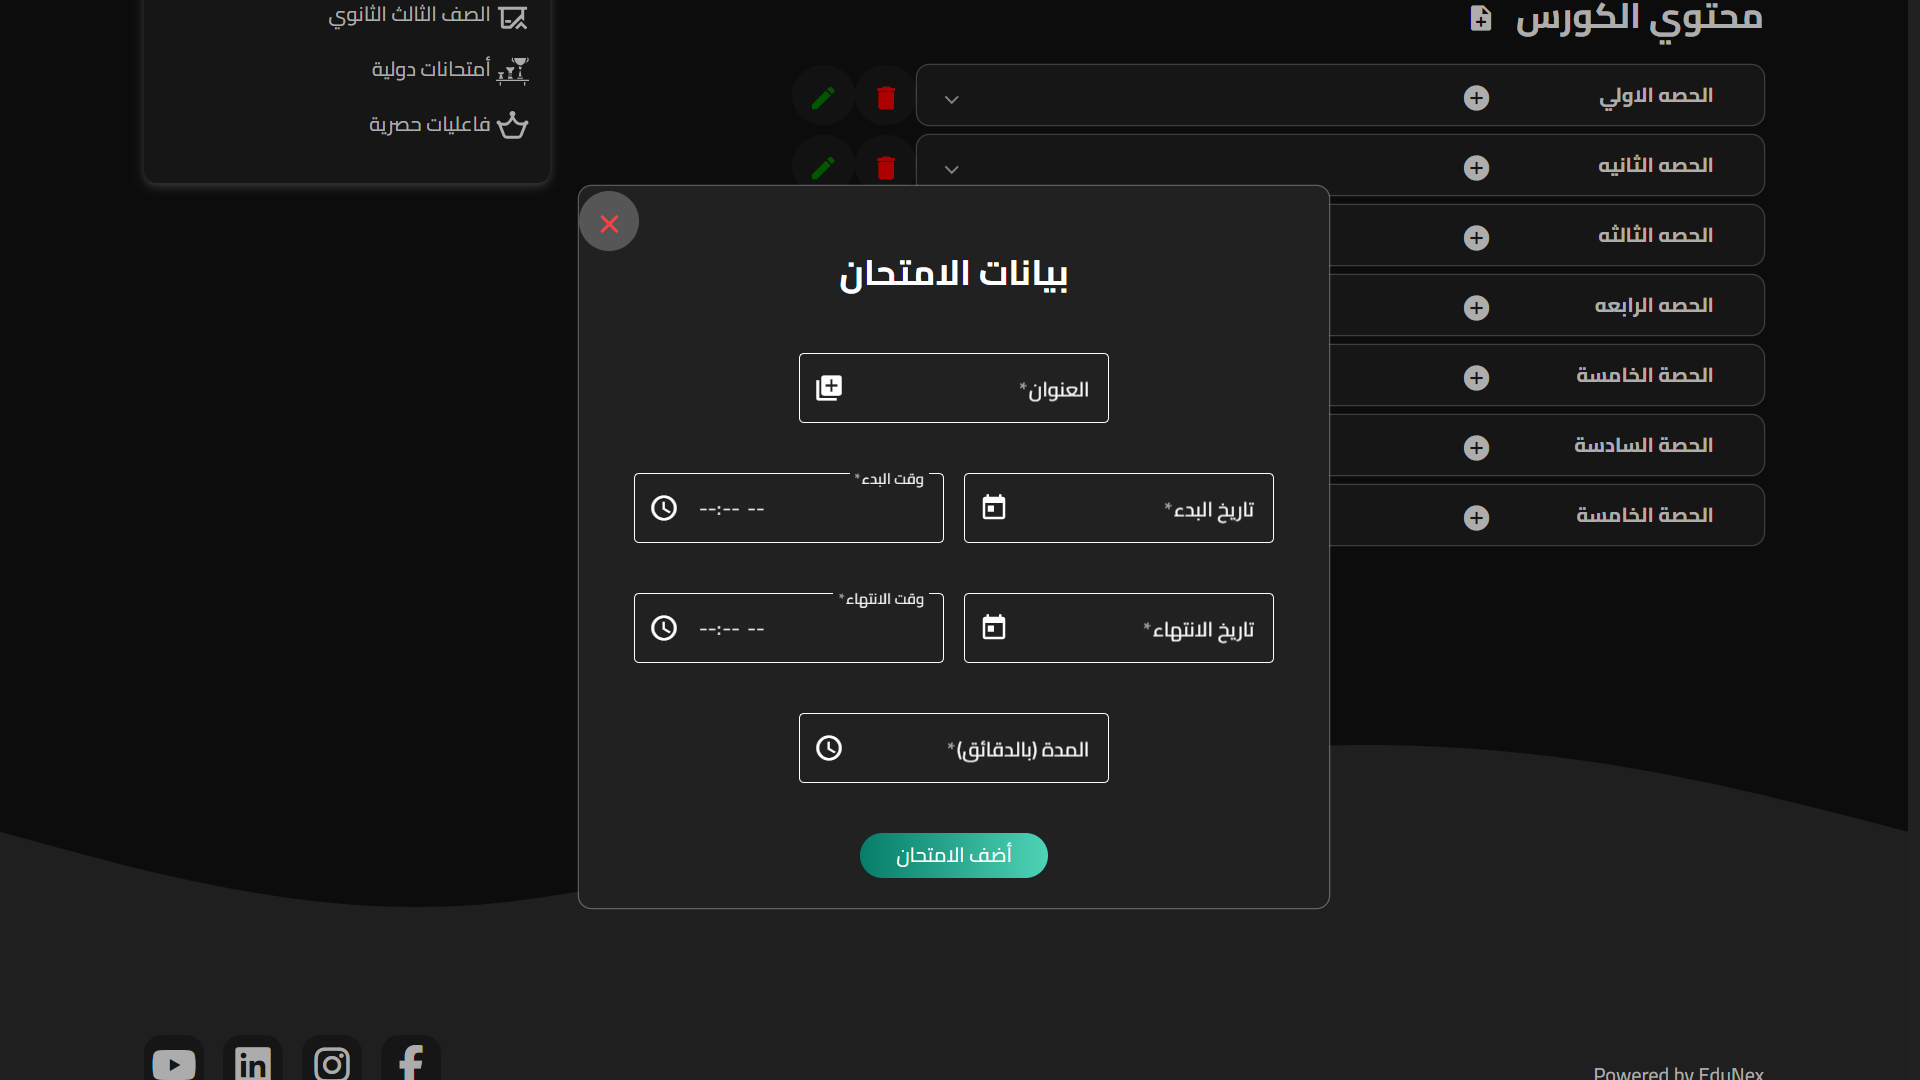 محتوي الكورس
الحصه الاولي
الحصه الثانيه
الحصه الثالثه
الحصه الرابعه
الحصة الخامسة
الحصة السادسة
الحصة الخامسة
الصف الثالث الثانوي
أمتحانات دولية
فاعليات حصرية
بيانات الامتحان
العنوان*
تاريخ البدء*
وقت البدء*
--:-- --
تاريخ الانتهاء*
وقت الانتهاء*
--:-- --
المدة (بالدقائق)*
أضف الامتحان
Powered by EduNex